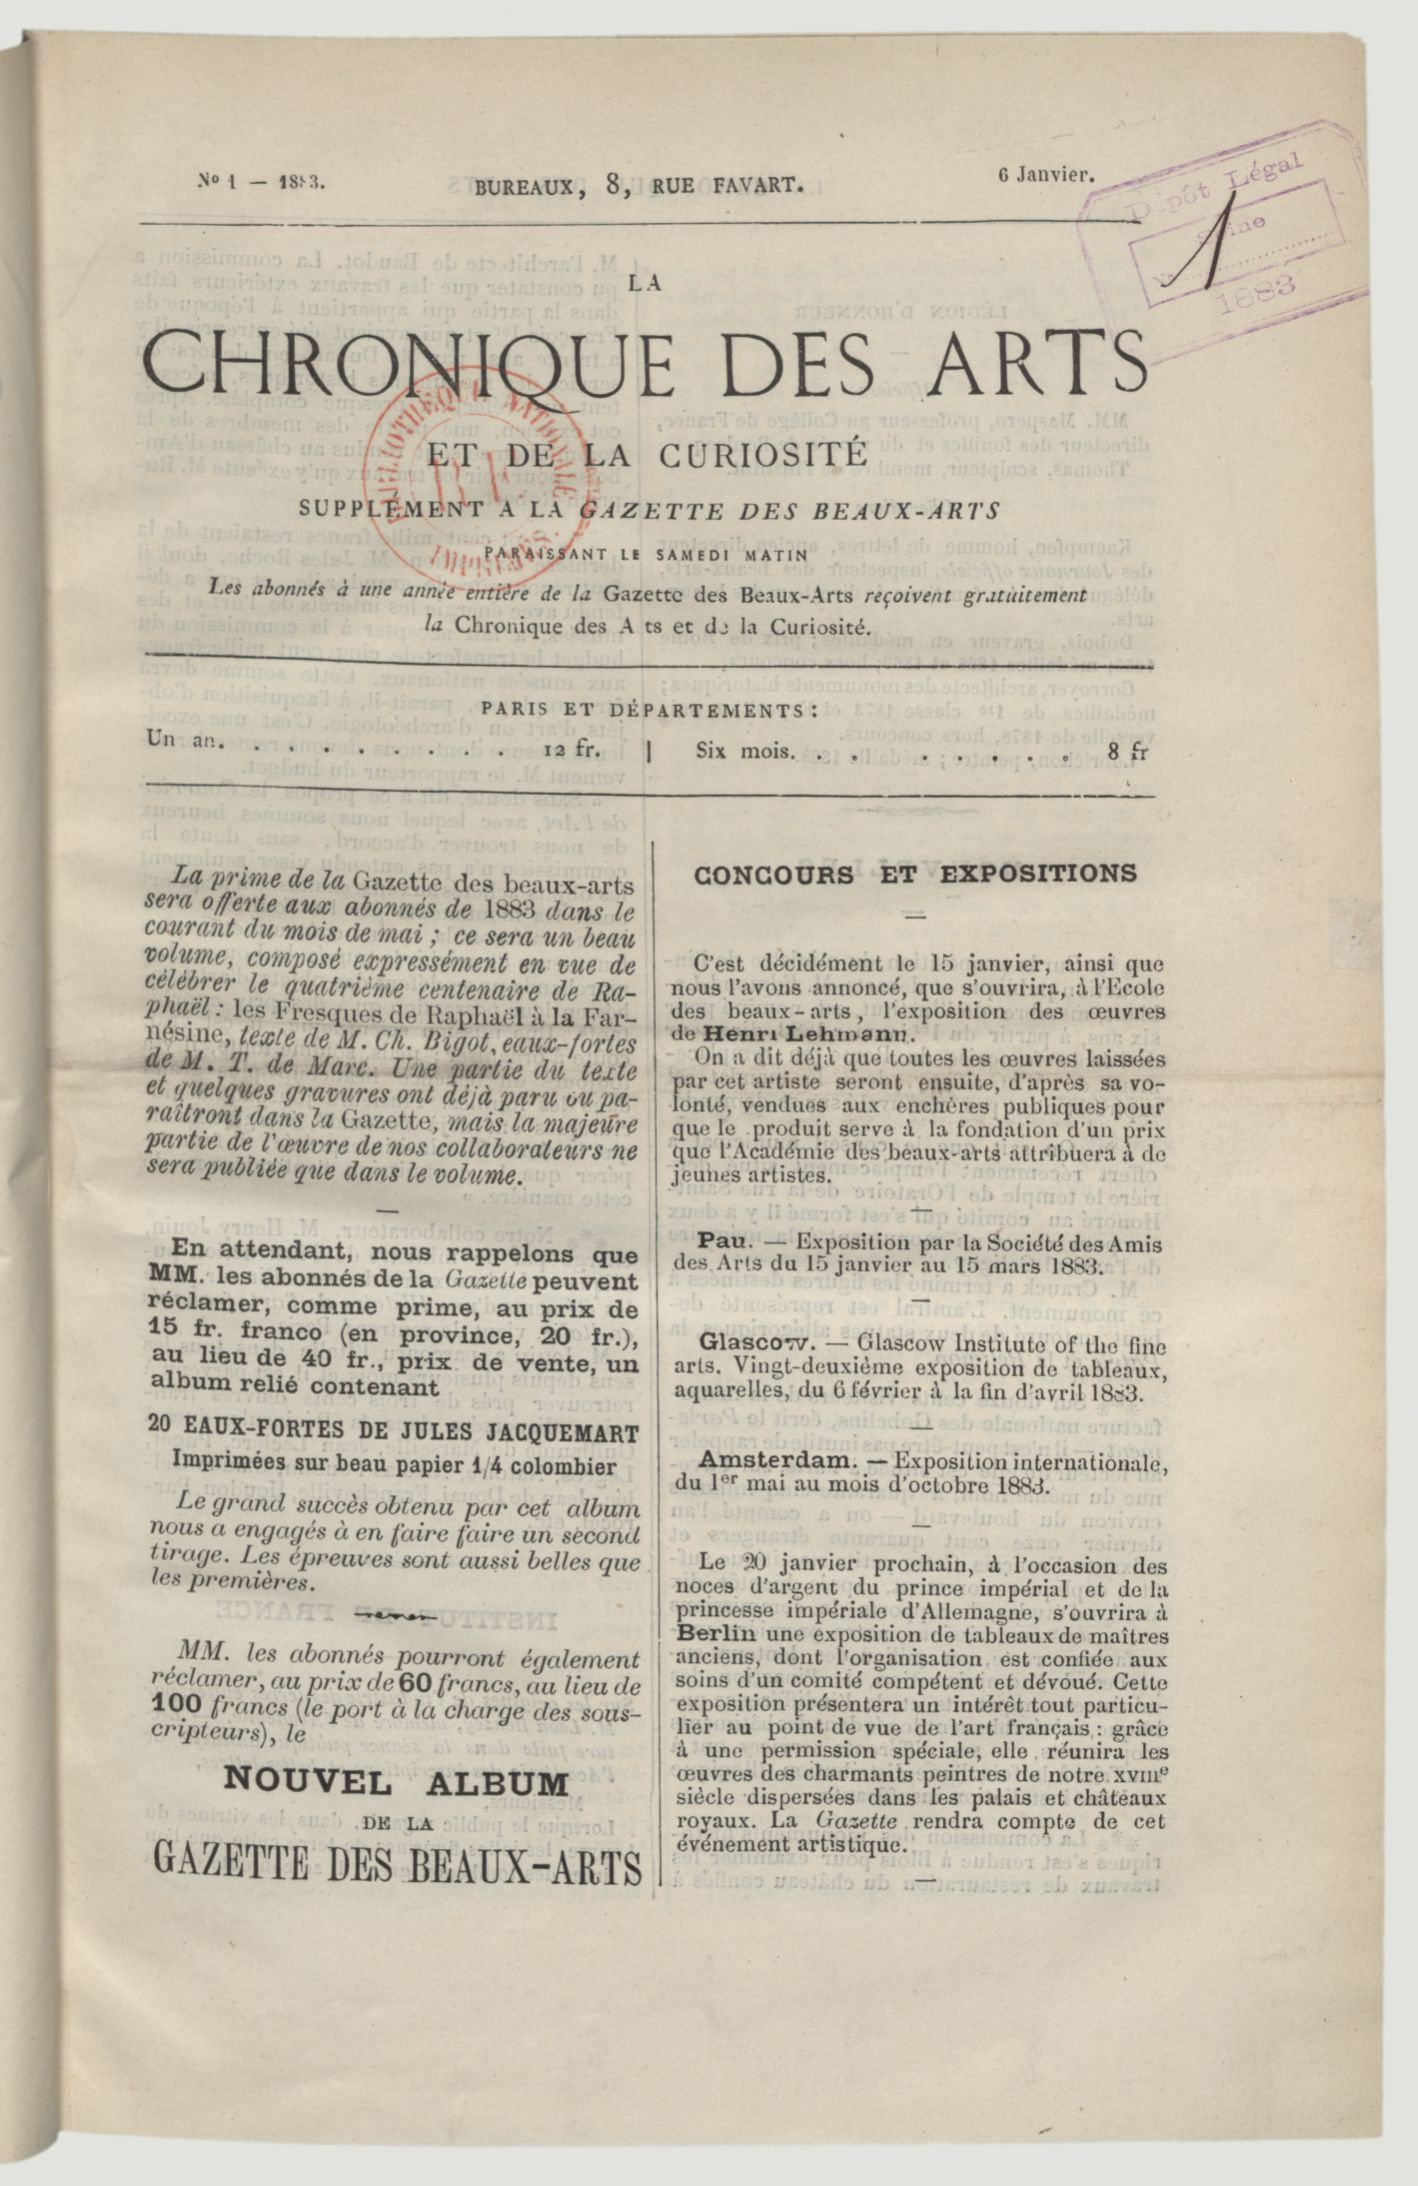 No 1 — 1883.
BUREAUX, 8, RUE FAVART.
6 Janvier.
Dépôt Légal
Seine
1
1883
LA
CHRONIQUE DES ARTS
ET DE LA CURIOSITÉ
SUPPLÉMENT A LA GAZETTE DES BEAUX-ARTS
PARAISSANT LE SAMEDI MATIN
Les abonnés à une année entière de la Gazette des Beaux-Arts reçoivent gratuitement
la Chronique des A ts et de la Curiosité.
BIBLIOTHÈQUE NATIONALE
PARIS ET DÉPARTEMENTS:
Un an. . . . . . . . . . 12 fr. | Six mois. . . . . . . . . 8 fr
La prime de la Gazette des beaux-arts
sera offerte aux abonnés de 1883 dans le
courant du mois de mai ; ce sera un beau
volume, composé expressément en vue de
célébrer le quatrième centenaire de Ra-
phaël : les Fresques de Raphaël à la Far-
nésine, texte de M. Ch. Bigot, eaux-fortes
de M. T. de Mare. Une partie du texte
et quelques gravures ont déjà paru ou pa-
raîtront dans la Gazette, mais la majeure
partie de l'œuvre de nos collaborateurs ne
sera publiée que dans le volume.
En attendant, nous rappelons que
MM. les abonnés de la Gazette peuvent
réclamer, comme prime, au prix de
15 fr. franco (en province, 20 fr.),
au lieu de 40 fr., prix de vente, un
album relié contenant
20 EAUX-FORTES DE JULES JACQUEMART
Imprimées sur beau papier 1/4 colombier
Le grand succès obtenu par cet album
nous a engagés à en faire faire un second
tirage. Les épreuves sont aussi belles que
les premières.
MM. les abonnés pourront également
réclamer, au prix de 60 francs, au lieu de
100 francs (le port à la charge des sous-
cripteurs), le
NOUVEL ALBUM
DE LA
GAZETTE DES BEAUX-ARTS
CONCOURS ET EXPOSITIONS
C'est décidément le 15 janvier, ainsi que
nous l'avons annoncé, que s'ouvrira, à l'Ecole
des beaux-arts, l'exposition des œuvres
de Henri Lehmann.
On a dit déjà que toutes les œuvres laissées
par cet artiste seront ensuite, d'après sa vo-
lonté, vendues aux enchères publiques pour
que le produit serve à la fondation d'un prix
que l'Académie des beaux-arts attribuera à de
jeunes artistes.
Pau. — Exposition par la Société des Amis
des Arts du 15 janvier au 15 mars 1883.
Glascow. — Glascow Institute of the fine
arts. Vingt-deuxième exposition de tableaux,
aquarelles, du 6 février à la fin d'avril 1883.
Amsterdam. — Exposition internationale,
du 1er mai au mois d'octobre 1883.
Le 20 janvier prochain, à l'occasion des
noces d'argent du prince impérial et de la
princesse impériale d'Allemagne, s'ouvrira à
Berlin une exposition de tableaux de maîtres
anciens, dont l'organisation est confiée aux
soins d'un comité compétent et dévoué. Cette
exposition présentera un intérêt tout particu-
lier au point de vue de l'art français : grâce
à une permission spéciale, elle réunira les
œuvres des charmants peintres de notre XVIIIe
siècle dispersées dans les palais et châteaux
royaux. La Gazette rendra compte de cet
événement artistique.